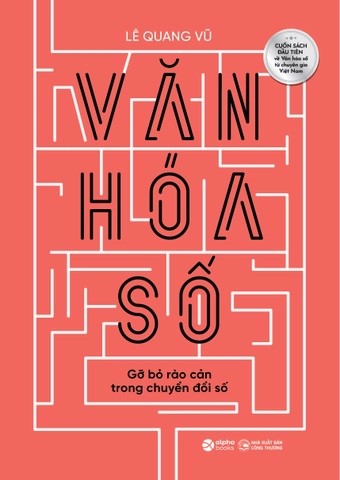 LÊ QUANG VŨ
CUỐN SÁCH
ĐẦU TIÊN
về Văn hóa số
từ chuyên gia
Việt Nam
VĂN
HÓA
SỐ
Gỡ bỏ rào cản
trong chuyển đổi số
alpha
books
NHÀ XUẤT BẢN
CÔNG THƯƠNG